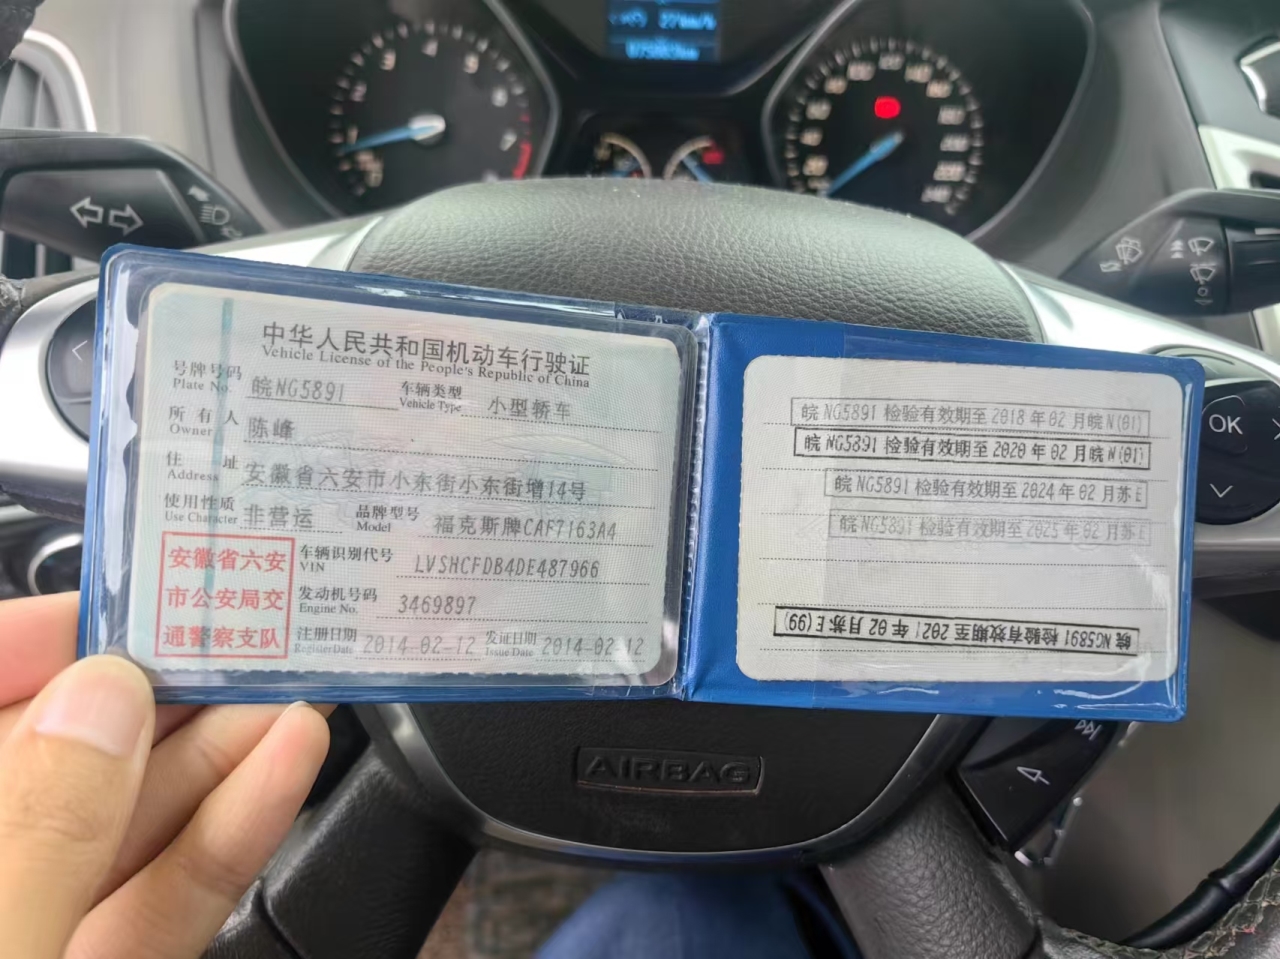 中华人民共和国机动车行驶证
Vehicle License of the People's Republic of China
号牌号码 皖NG5891 车辆类型 小型轿车
Plate No. Vehicle Type
所有人 陈峰
Owner
住址 安徽省六安市小东街小东街增14号
Address
使用性质 非营运 品牌型号 福克斯牌CAF7163A4
Use Character Model
安徽省六安
市公安局交
通警察支队
车辆识别代号 LVSHCFDB4DE487966
VIN
发动机号码 3469897
Engine No.
注册日期 2014-02-12 发证日期 2014-02-12
Register Date Issue Date
皖NG5891 检验有效期至2018年02月皖N(01)
皖NG5891 检验有效期至2020年02月皖N(01)
皖NG5891 检验有效期至2024年02月苏E
皖NG5891 检验有效期至2025年02月苏E
皖NG5891 检验有效期至2021年02月苏E(99)
OK
AIRBAG